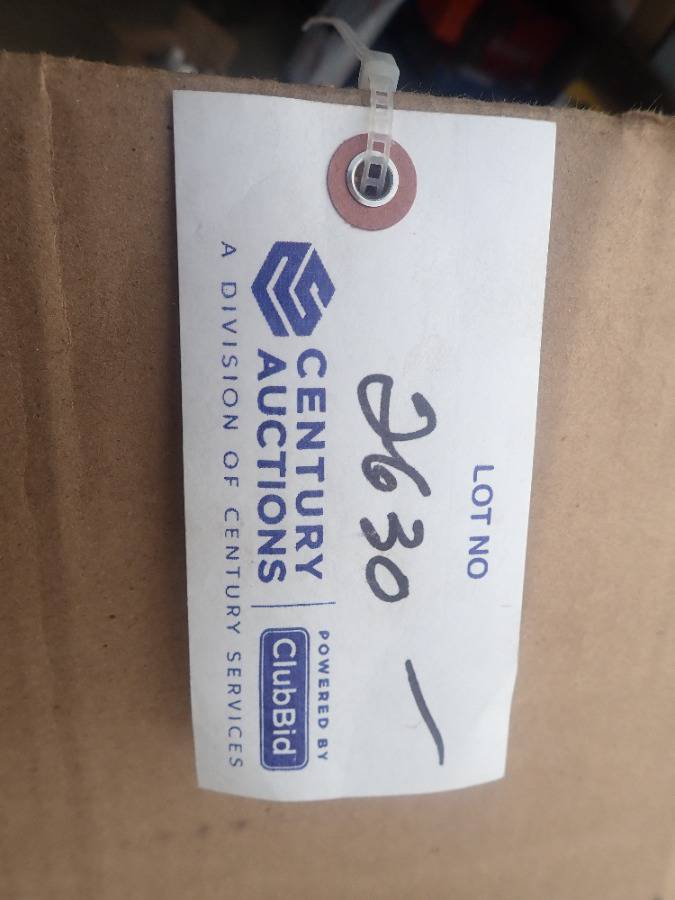 LOT NO
2630 —
CENTURY
AUCTIONS
POWERED BY
ClubBid
A DIVISION OF CENTURY SERVICES